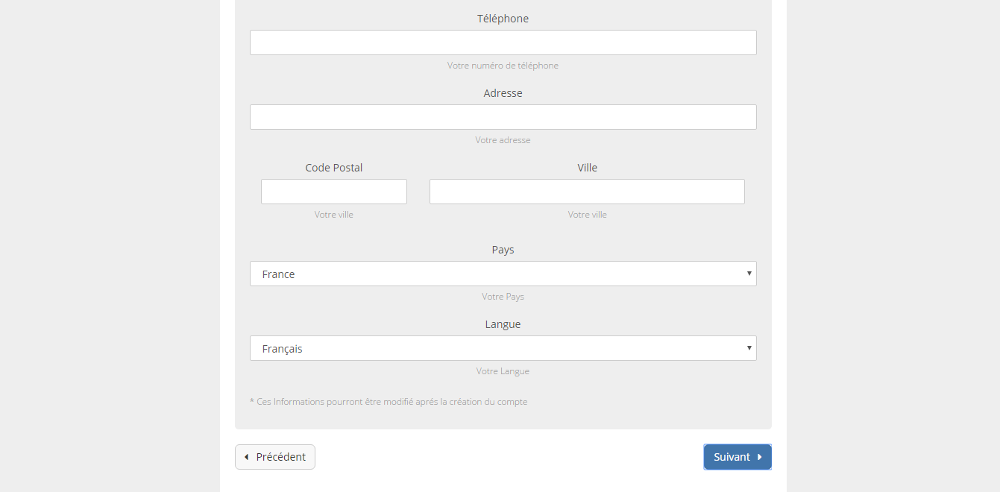 Téléphone
Votre numéro de téléphone
Adresse
Votre adresse
Code Postal
Ville
Votre ville
Votre ville
Pays
France
Votre Pays
Langue
Français
Votre Langue
* Ces Informations pourront être modifié aprés la création du compte
Précédent
Suivant